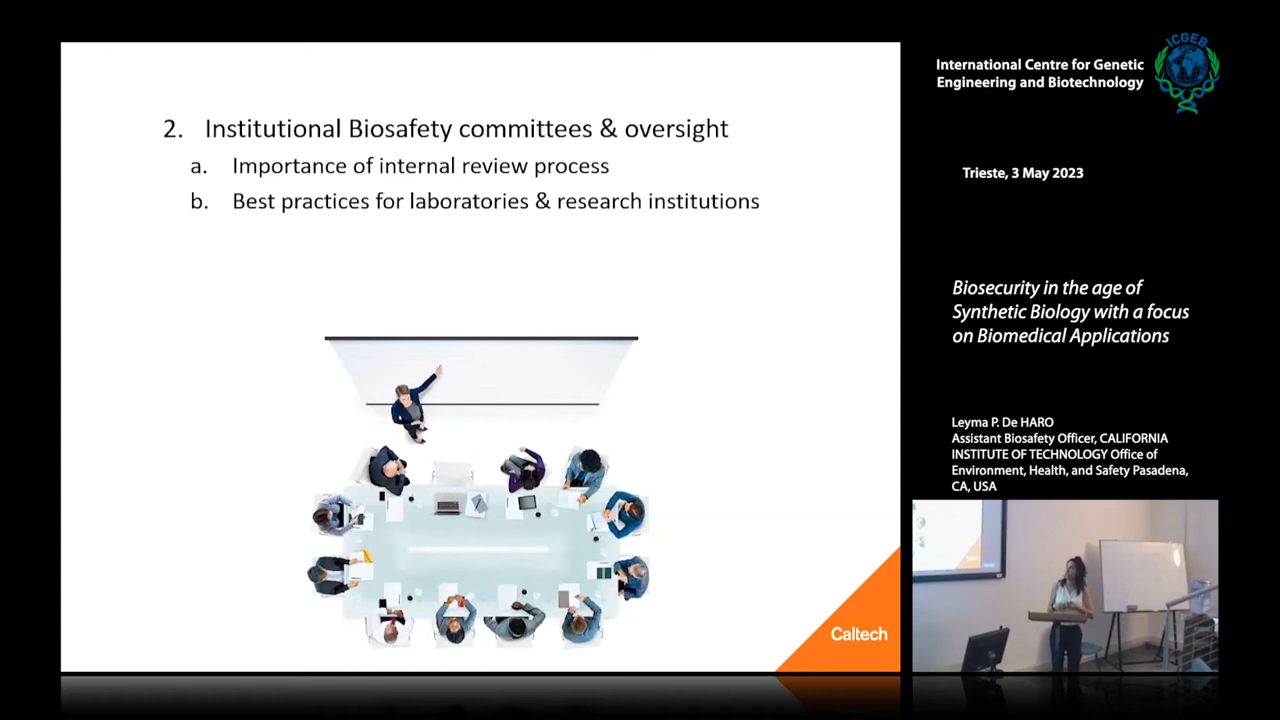 2. Institutional Biosafety committees & oversight
a. Importance of internal review process
b. Best practices for laboratories & research institutions
Caltech
International Centre for Genetic
Engineering and Biotechnology
ICGEB
Trieste, 3 May 2023
Biosecurity in the age of
Synthetic Biology with a focus
on Biomedical Applications
Leyma P. De HARO
Assistant Biosafety Officer, CALIFORNIA
INSTITUTE OF TECHNOLOGY Office of
Environment, Health, and Safety Pasadena,
CA, USA